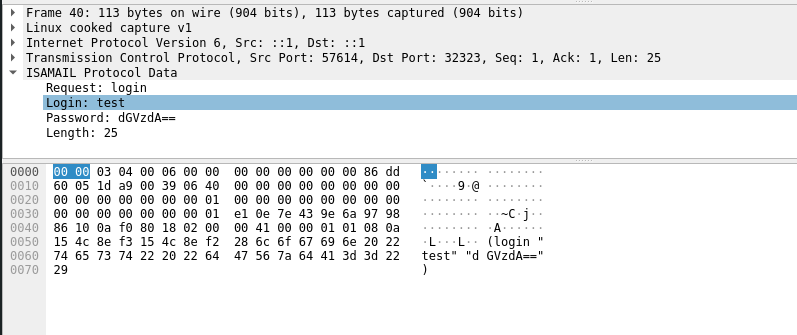 Frame 40: 113 bytes on wire (904 bits), 113 bytes captured (904 bits)
Linux cooked capture v1
Internet Protocol Version 6, Src: ::1, Dst: ::1
Transmission Control Protocol, Src Port: 57614, Dst Port: 32323, Seq: 1, Ack: 1, Len: 25
ISAMAIL Protocol Data
Request: login
Login: test
Password: dGVzdA==
Length: 25
0000 00 00 03 04 00 06 00 00 00 00 00 00 00 00 86 dd ········ ········
0010 60 05 1d a9 00 39 06 40 00 00 00 00 00 00 00 00 `····9·@ ········
0020 00 00 00 00 00 00 00 01 00 00 00 00 00 00 00 00 ········ ········
0030 00 00 00 00 00 00 00 01 e1 0e 7e 43 9e 6a 97 98 ········ ··~C·j··
0040 86 10 0a f0 80 18 02 00 00 41 00 00 01 01 08 0a ········ ·A······
0050 15 4c 8e f3 15 4c 8e f2 28 6c 6f 67 69 6e 20 22 ·L···L·· (login "
0060 74 65 73 74 22 20 22 64 47 56 7a 64 41 3d 3d 22 test" "d GVzdA=="
0070 29 )